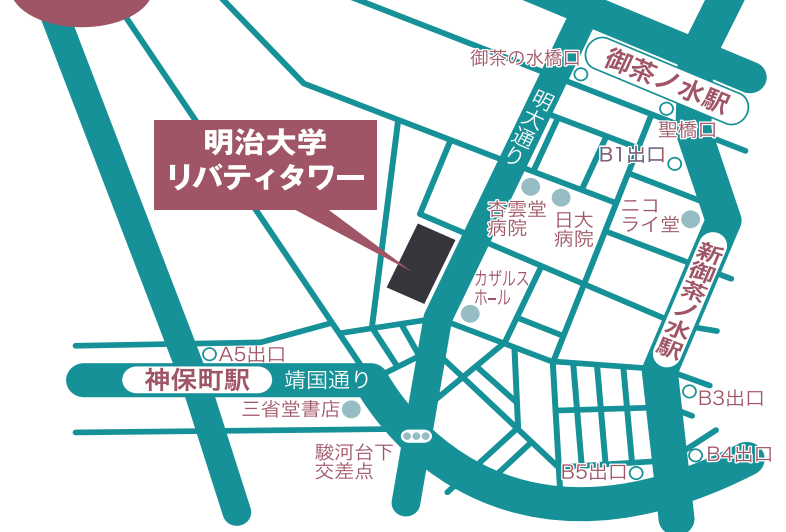 御茶の水橋口
御茶ノ水駅
明大通り
聖橋口
B1出口
明治大学
リバティタワー
杏雲堂
病院
日大
病院
ニコ
ライ堂
新御茶ノ水駅
カザルス
ホール
A5出口
神保町駅
靖国通り
三省堂書店
B3出口
駿河台下
交差点
B4出口
B5出口